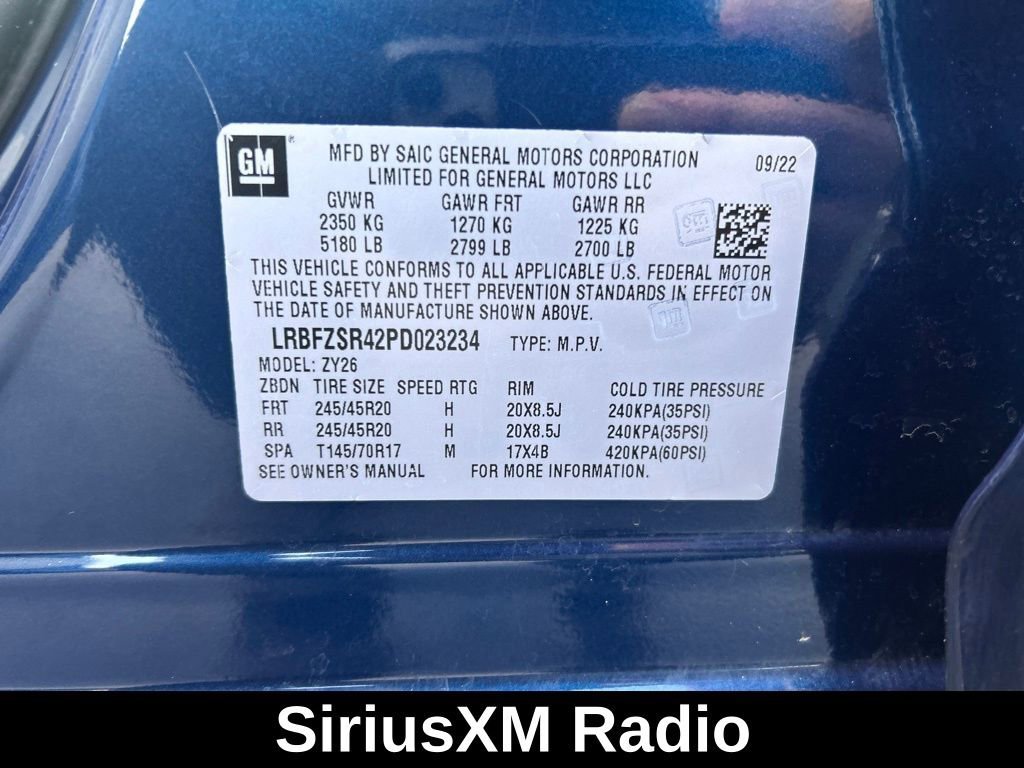 GM
MFD BY SAIC GENERAL MOTORS CORPORATION 09/22
LIMITED FOR GENERAL MOTORS LLC
GVWR GAWR FRT GAWR RR
2350 KG 1270 KG 1225 KG
5180 LB 2799 LB 2700 LB
THIS VEHICLE CONFORMS TO ALL APPLICABLE U.S. FEDERAL MOTOR
VEHICLE SAFETY AND THEFT PREVENTION STANDARDS IN EFFECT ON
THE DATE OF MANUFACTURE SHOWN ABOVE.
LRBFZSR42PD023234 TYPE: M.P.V.
MODEL: ZY26
ZBDN TIRE SIZE SPEED RTG RIM COLD TIRE PRESSURE
FRT 245/45R20 H 20X8.5J 240KPA(35PSI)
RR 245/45R20 H 20X8.5J 240KPA(35PSI)
SPA T145/70R17 M 17X4B 420KPA(60PSI)
SEE OWNER'S MANUAL FOR MORE INFORMATION.
SiriusXM Radio